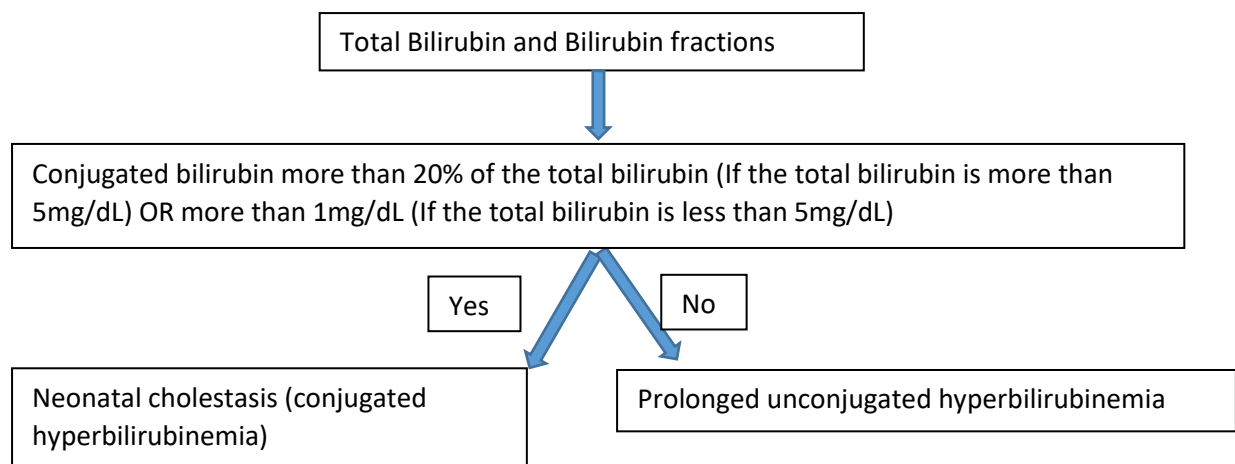 Total Bilirubin and Bilirubin fractions
Conjugated bilirubin more than 20% of the total bilirubin (If the total bilirubin is more than
5mg/dL) OR more than 1mg/dL (If the total bilirubin is less than 5mg/dL)
Yes
No
Neonatal cholestasis (conjugated
hyperbilirubinemia)
Prolonged unconjugated hyperbilirubinemia